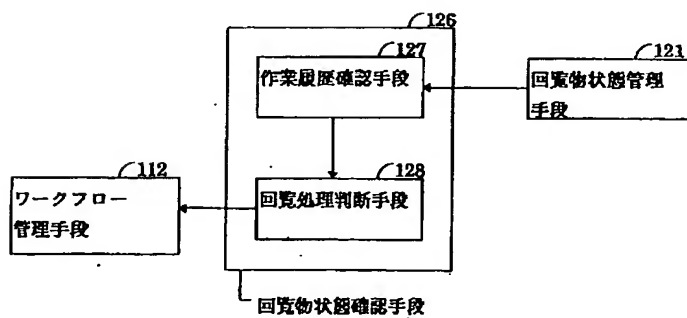 126
127
作業履歴確認手段
121
回覧物状態管理
手段
112
ワークフロー
管理手段
128
回覧処理判断手段
回覧物状態確認手段